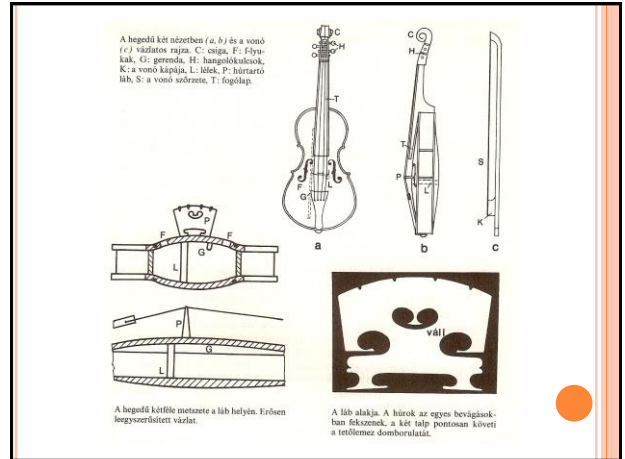 A hegedű két nézetben (a, b) és a vonó
(c) vázlatos rajza. C: csiga, F: f-lyu-
kak, G: gerenda, H: hangolókulcsok,
K: a vonó kápája, L: lélek, P: húrtartó
láb, S: a vonó szőrzete, T: fogólap.
C
G
H
T
F
L
G
a
C
H
T
P
L
b
S
K
c
P
F
F
G
L
P
G
L
váll
A hegedű kétféle metszete a láb helyén. Erősen
leegyszerűsített vázlat.
A láb alakja. A húrok az egyes bevágások-
ban fekszenek, a két talp pontosan követi
a tetőlemez domborulatát.